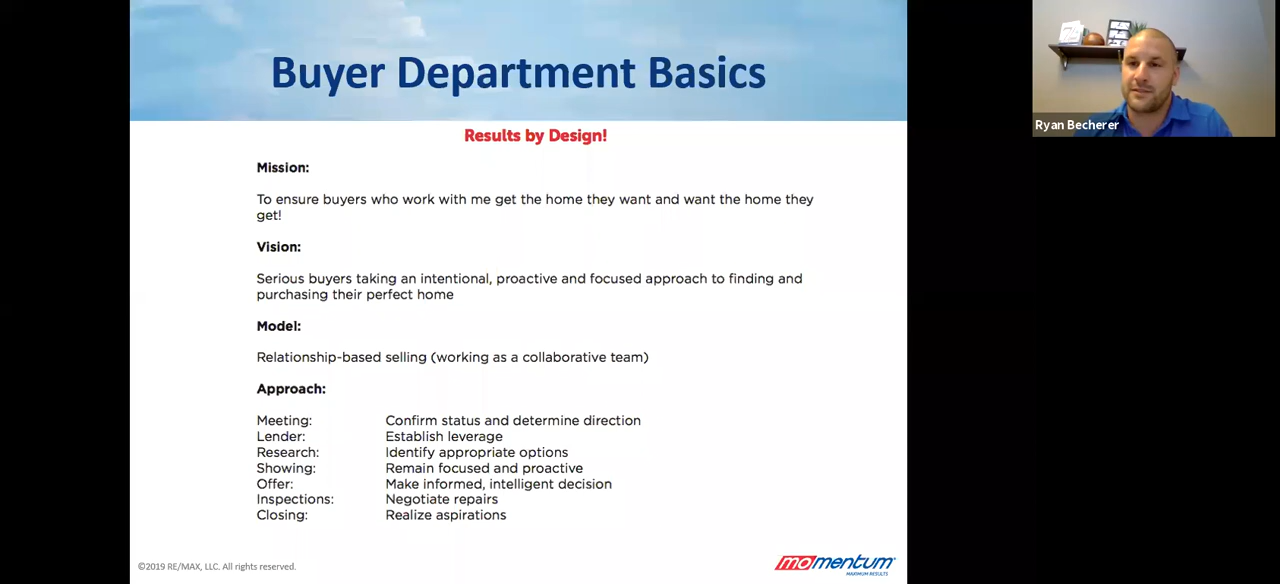 Buyer Department Basics
Results by Design!
Mission:
To ensure buyers who work with me get the home they want and want the home they
get!
Vision:
Serious buyers taking an intentional, proactive and focused approach to finding and
purchasing their perfect home
Model:
Relationship-based selling (working as a collaborative team)
Approach:
Meeting: Confirm status and determine direction
Lender: Establish leverage
Research: Identify appropriate options
Showing: Remain focused and proactive
Offer: Make informed, intelligent decision
Inspections: Negotiate repairs
Closing: Realize aspirations
©2019 RE/MAX, LLC. All rights reserved.
momentum
MAXIMUM RESULTS
Ryan Becherer